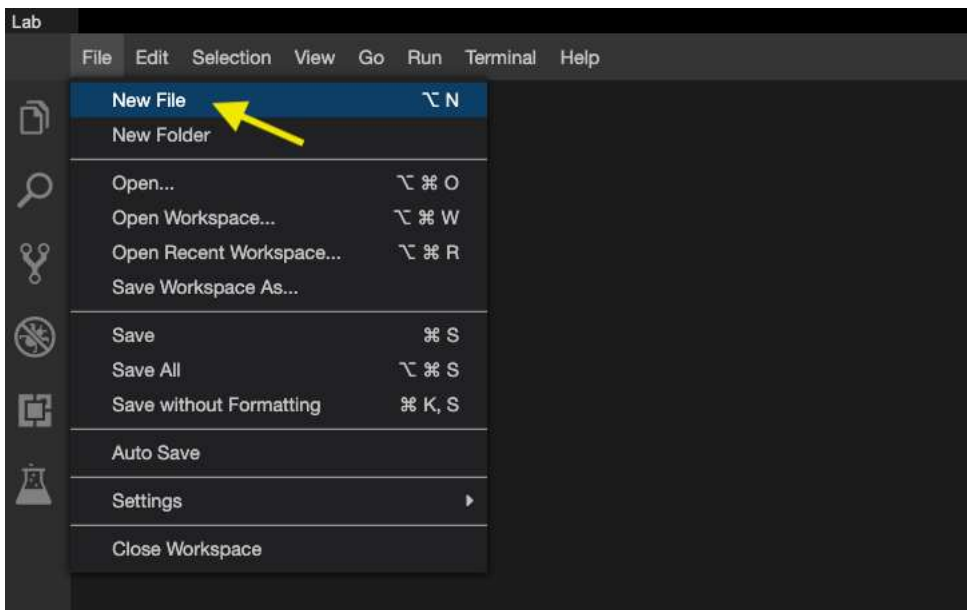 Lab
File Edit Selection View Go Run Terminal Help
New File ⌥ N
New Folder
Open... ⌥ ⌘ O
Open Workspace... ⌥ ⌘ W
Open Recent Workspace... ⌥ ⌘ R
Save Workspace As...
Save ⌘ S
Save All ⌥ ⌘ S
Save without Formatting ⌘ K, S
Auto Save
Settings
Close Workspace